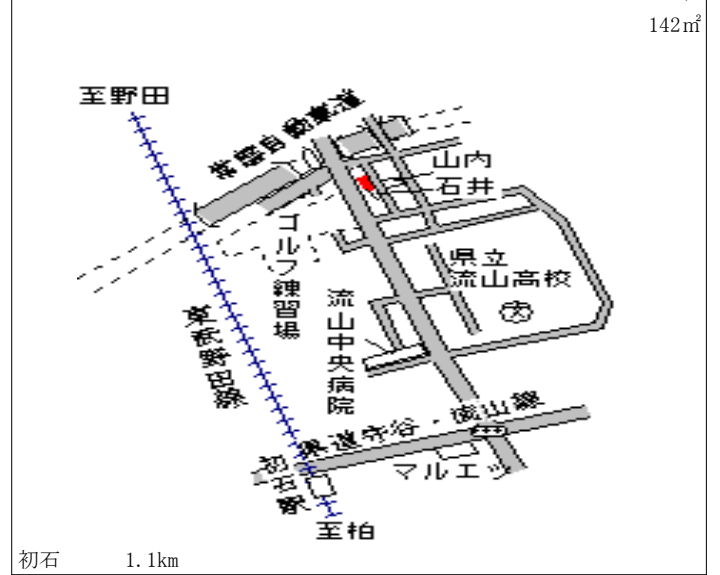 142㎡
至野田
常磐自動車道
山内
石井
ゴルフ練習場
県立
流山高校
流山中央病院
東武野田線
県道守谷・流山線
マルエツ
初石駅
至柏
初石 1.1km